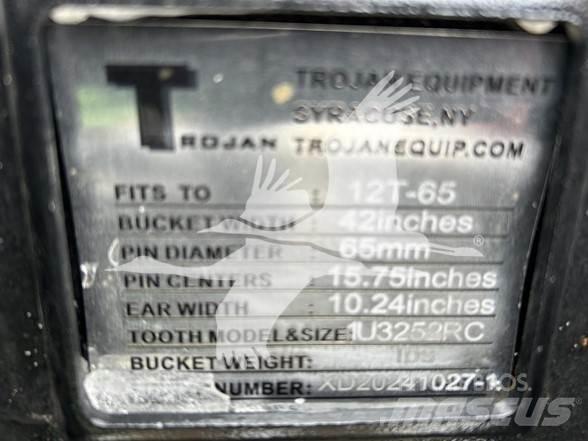 TROJAN EQUIPMENT
SYRACUSE,NY
TROJAN TROJANEQUIP.COM
FITS TO : 12T-65
BUCKET WIDTH : 42inches
PIN DIAMETER : 65mm
PIN CENTERS : 15.75inches
EAR WIDTH : 10.24inches
TOOTH MODEL&SIZE: 1U3252RC
BUCKET WEIGHT: lbs
NUMBER: XD20241027-1
Mascus